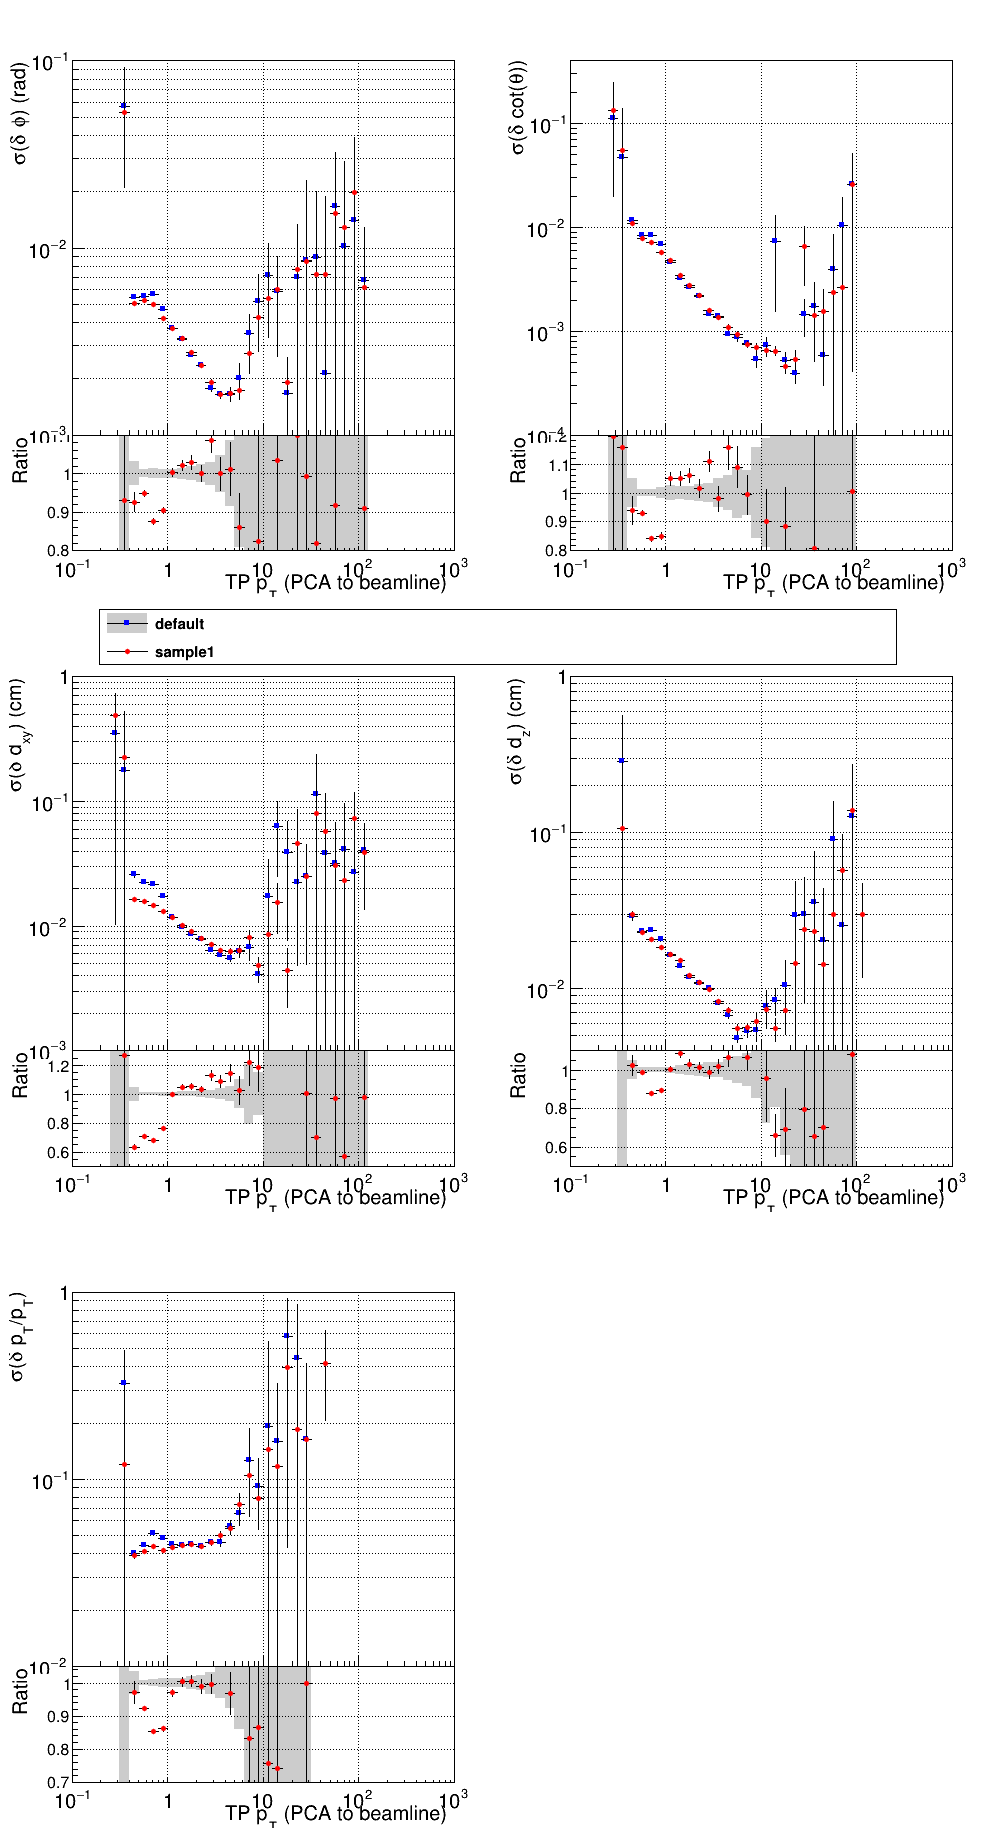 σ(δ φ) (rad)
10⁻¹
10⁻²
10⁻³
Ratio
1
0.9
0.8
10⁻¹ 1 10 10² 10³
TP p_T (PCA to beamline)
σ(δ cot(θ))
10⁻¹
10⁻²
10⁻³
10⁻⁴
Ratio
1.2
1.1
1
0.9
0.8
10⁻¹ 1 10 10² 10³
TP p_T (PCA to beamline)
default
sample1
σ(δ d_xy) (cm)
1
10⁻¹
10⁻²
10⁻³
Ratio
1.2
1
0.8
0.6
10⁻¹ 1 10 10² 10³
TP p_T (PCA to beamline)
σ(δ d_z) (cm)
1
10⁻¹
10⁻²
Ratio
1
0.8
0.6
10⁻¹ 1 10 10² 10³
TP p_T (PCA to beamline)
σ(δ p_T/p_T)
1
10⁻¹
10⁻²
Ratio
1
0.9
0.8
0.7
10⁻¹ 1 10 10² 10³
TP p_T (PCA to beamline)